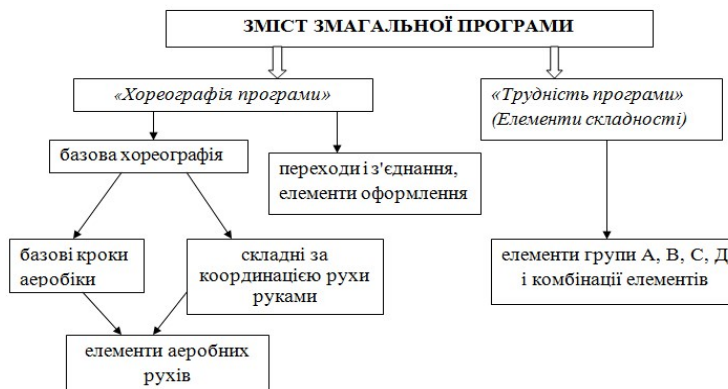 ЗМІСТ ЗМАГАЛЬНОЇ ПРОГРАМИ
«Хореографія програми»
«Трудність програми»
(Елементи складності)
базова хореографія
переходи і з'єднання,
елементи оформлення
базові кроки
аеробіки
складні за
координацією рухи
руками
елементи групи А, В, С, Д
і комбінації елементів
елементи аеробних
рухів